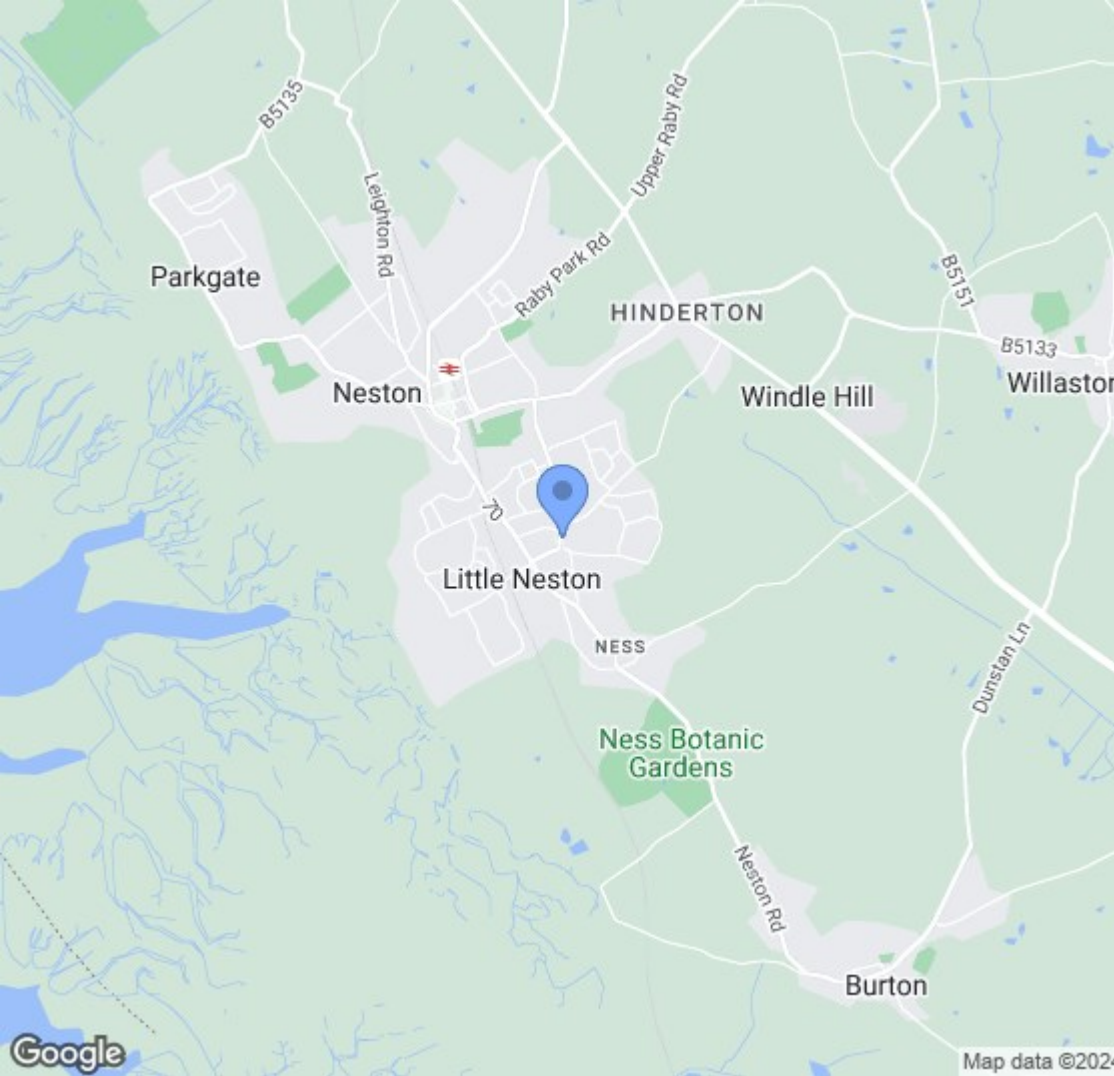 B5135
Upper Raby Rd
Leighton Rd
Raby Park Rd
Parkgate
B5151
HINDERTON
B5133
Neston
Windle Hill
Willaston
70
Little Neston
NESS
Dunstan Ln
Ness Botanic
Gardens
Neston Rd
Burton
Google
Map data ©2024